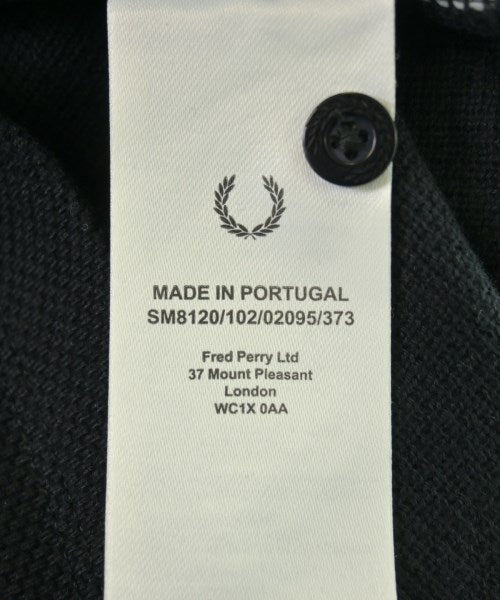 MADE IN PORTUGAL
SM8120/102/02095/373
Fred Perry Ltd
37 Mount Pleasant
London
WC1X 0AA